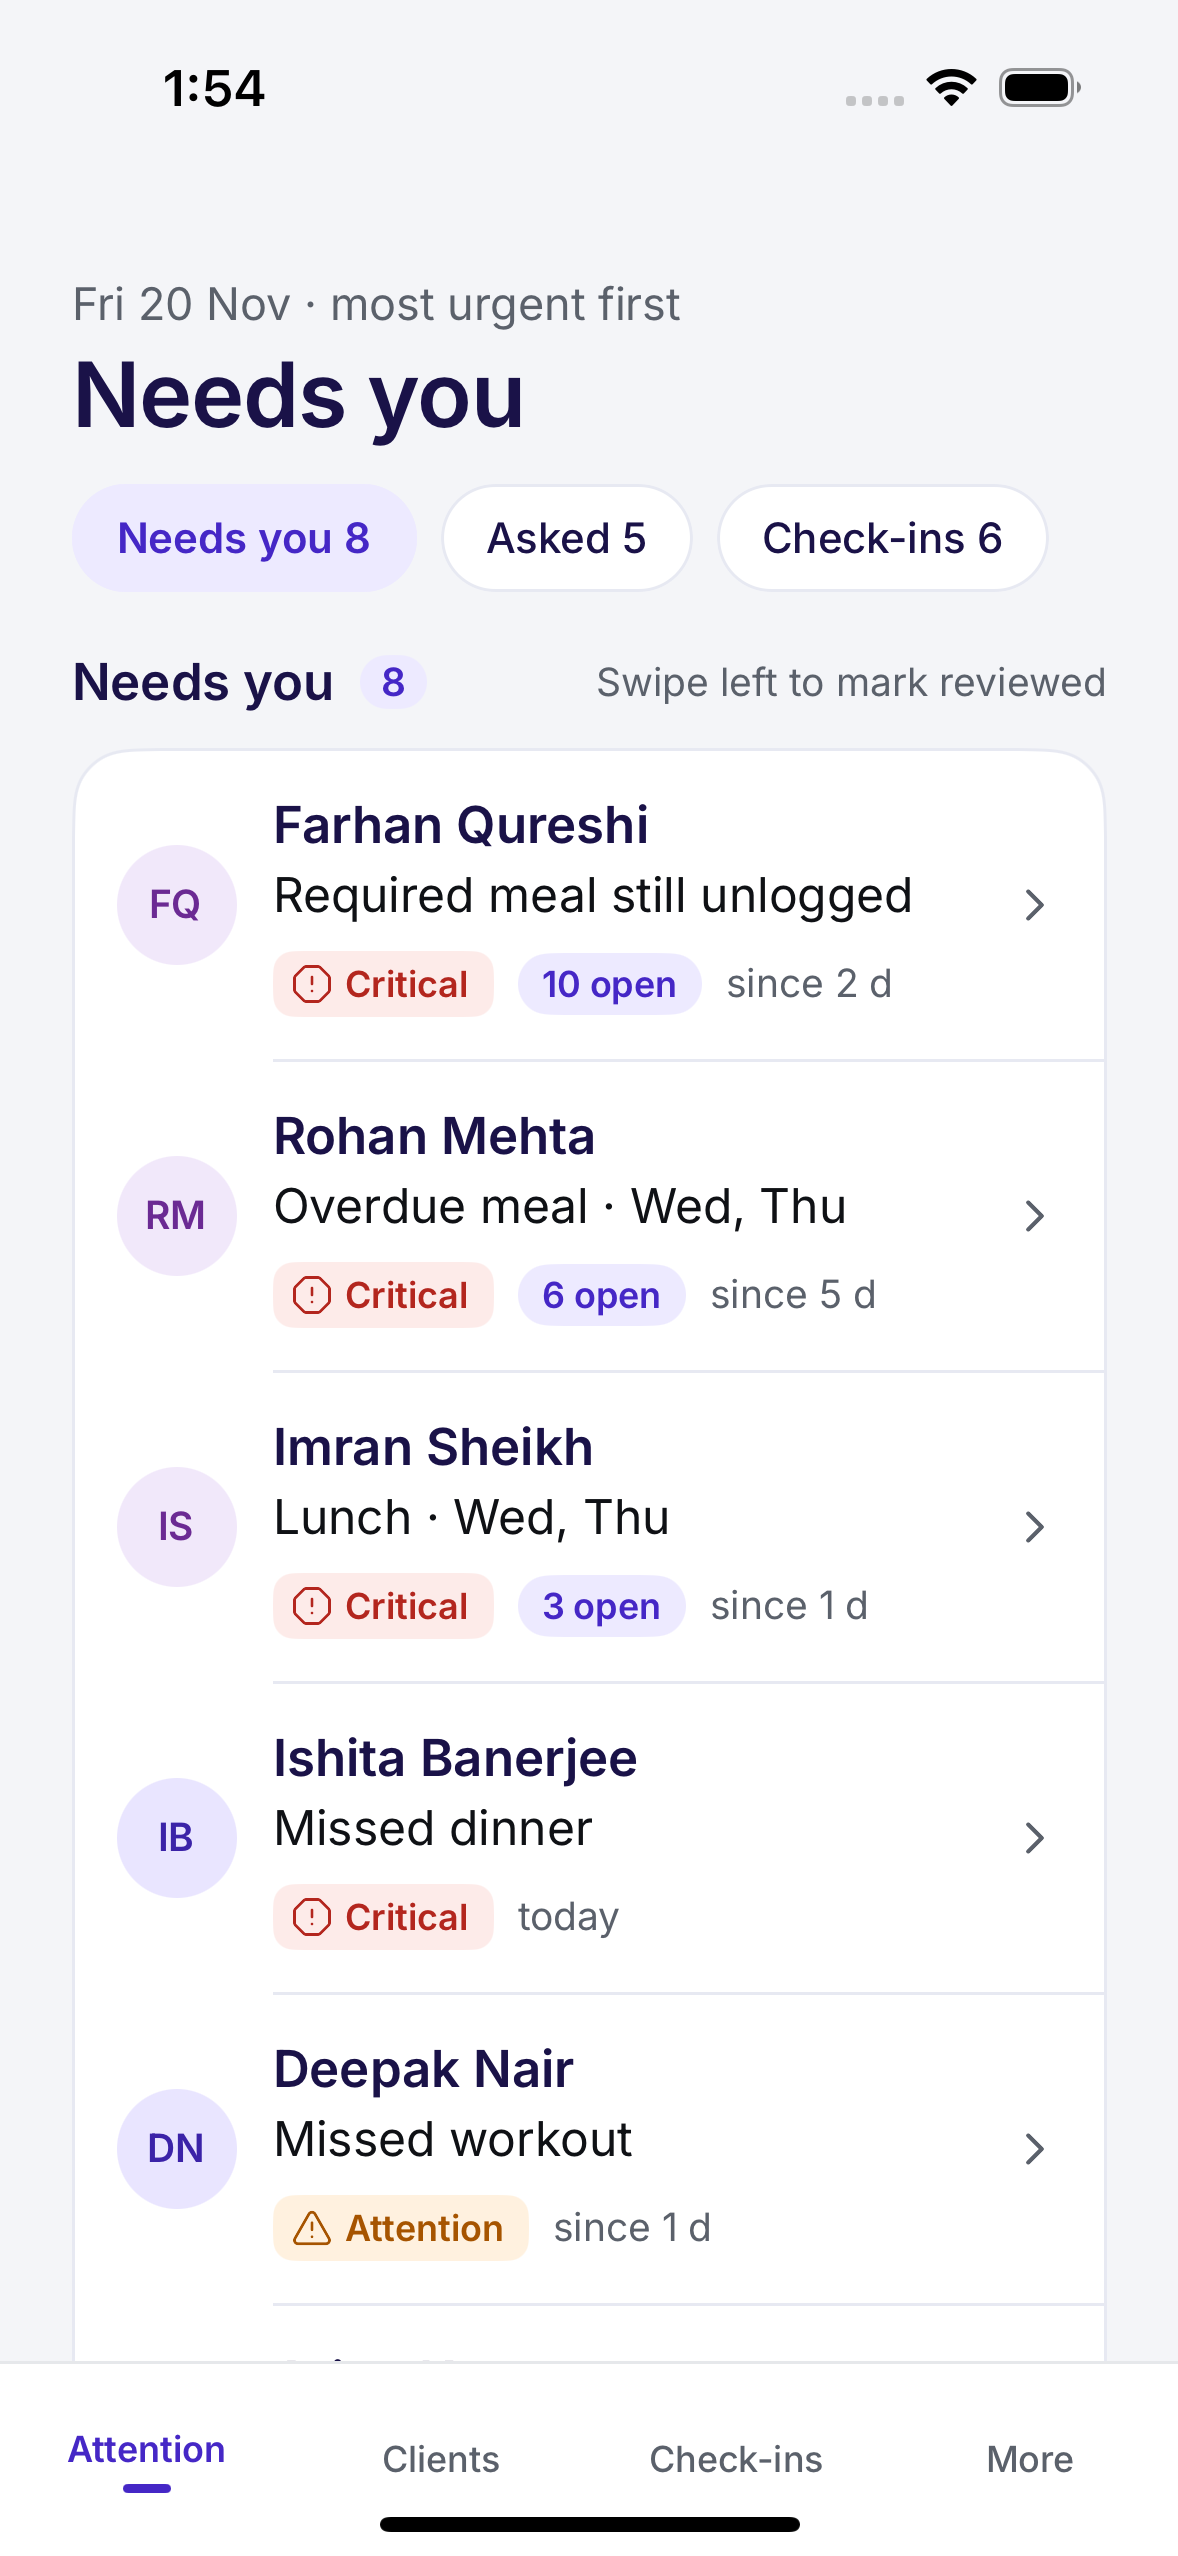 1:54
Fri 20 Nov · most urgent first
Needs you
Needs you 8
Asked 5
Check-ins 6
Needs you 8
Swipe left to mark reviewed
FQ
Farhan Qureshi
Required meal still unlogged
Critical
10 open
since 2 d
RM
Rohan Mehta
Overdue meal · Wed, Thu
Critical
6 open
since 5 d
IS
Imran Sheikh
Lunch · Wed, Thu
Critical
3 open
since 1 d
IB
Ishita Banerjee
Missed dinner
Critical
today
DN
Deepak Nair
Missed workout
Attention
since 1 d
Attention
Clients
Check-ins
More